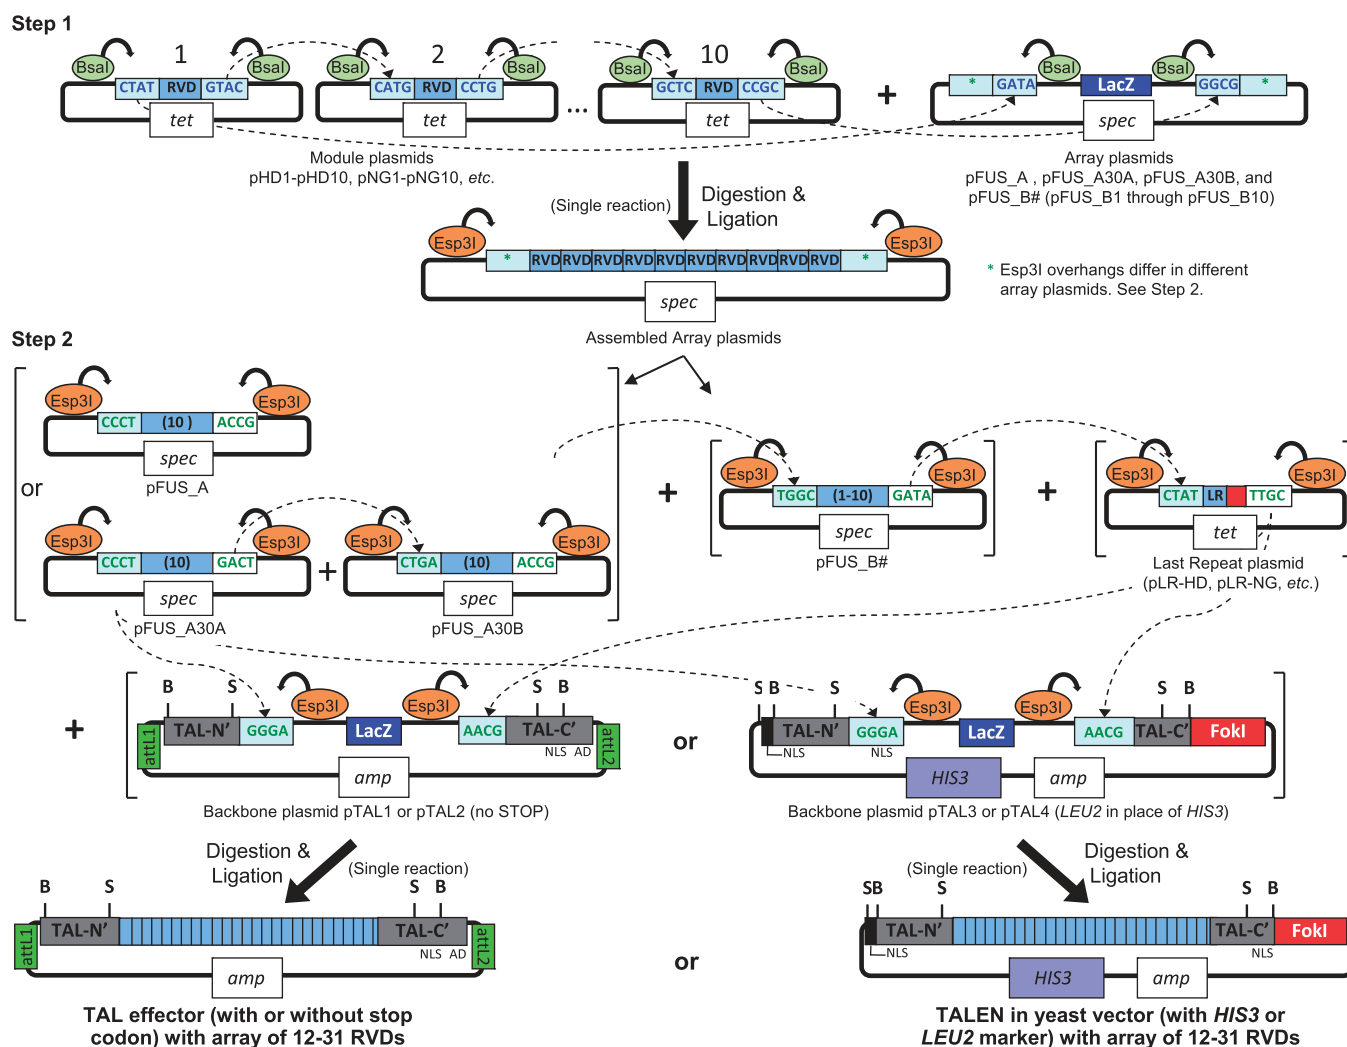 Step 1
1
2
10
BsaI
BsaI
BsaI
BsaI
BsaI
BsaI
BsaI
BsaI
CTAT RVD GTAC
CATG RVD CCTG
GCTC RVD CCGC
* GATA LacZ GGCG *
...
+
tet
tet
tet
spec
Module plasmids
pHD1-pHD10, pNG1-pNG10, etc.
Array plasmids
pFUS_A , pFUS_A30A, pFUS_A30B, and
pFUS_B# (pFUS_B1 through pFUS_B10)
(Single reaction)
Digestion &
Ligation
Esp3I
Esp3I
* RVD RVD RVD RVD RVD RVD RVD RVD RVD RVD *
spec
* Esp3I overhangs differ in different
array plasmids. See Step 2.
Assembled Array plasmids
Step 2
Esp3I
Esp3I
CCCT (10 ) ACCG
spec
pFUS_A
or
Esp3I
Esp3I
CCCT (10) GACT
spec
pFUS_A30A
+
Esp3I
Esp3I
CTGA (10) ACCG
spec
pFUS_A30B
+
Esp3I
Esp3I
TGGC (1-10) GATA
spec
pFUS_B#
+
Esp3I
Esp3I
CTAT LR TTGC
tet
Last Repeat plasmid
(pLR-HD, pLR-NG, etc.)
+
B S S B
Esp3I
Esp3I
attL1
TAL-N' GGGA LacZ AACG TAL-C'
attL2
NLS AD
amp
Backbone plasmid pTAL1 or pTAL2 (no STOP)
or
S B S S B
Esp3I
Esp3I
TAL-N' GGGA LacZ AACG TAL-C' FokI
NLS
NLS
HIS3
amp
Backbone plasmid pTAL3 or pTAL4 (LEU2 in place of HIS3)
Digestion &
Ligation
(Single reaction)
(Single reaction)
Digestion &
Ligation
B S S B
attL1
TAL-N' TAL-C'
attL2
NLS AD
amp
TAL effector (with or without stop
codon) with array of 12-31 RVDs
or
S B S S B
TAL-N' TAL-C' FokI
NLS
NLS
HIS3
amp
TALEN in yeast vector (with HIS3 or
LEU2 marker) with array of 12-31 RVDs